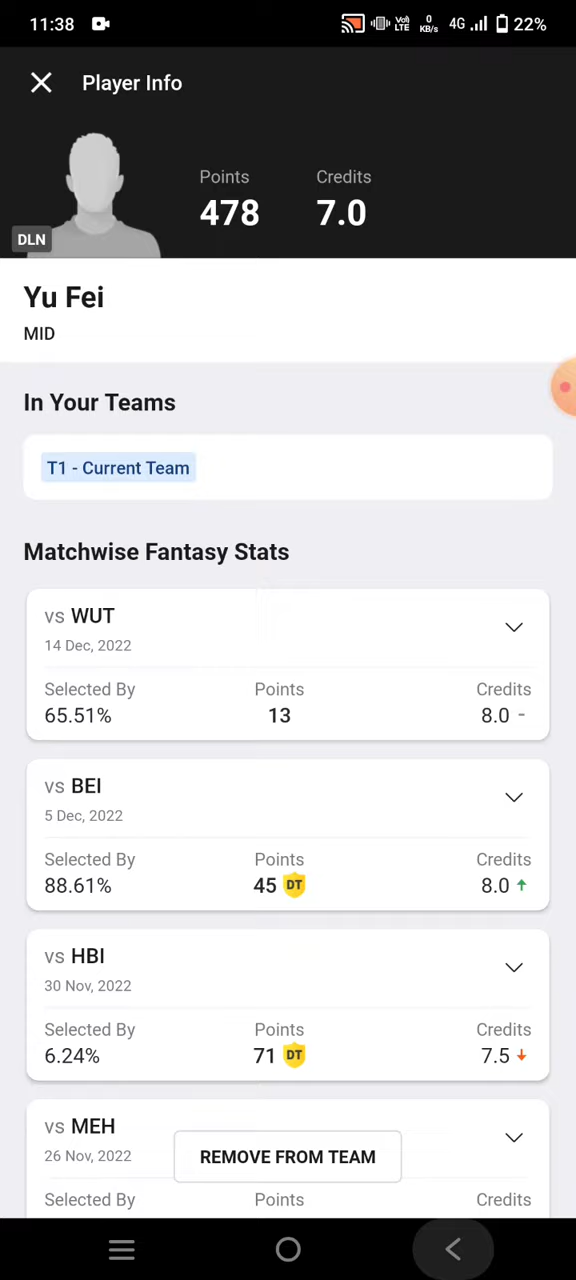 11:38 Vo) LTE 0 KB/s 4G 22%
Player Info
Points Credits
478 7.0
DLN
Yu Fei
MID
In Your Teams
T1 - Current Team
Matchwise Fantasy Stats
vs WUT
14 Dec, 2022
Selected By Points Credits
65.51% 13 8.0 -
vs BEI
5 Dec, 2022
Selected By Points Credits
88.61% 45 DT 8.0
vs HBI
30 Nov, 2022
Selected By Points Credits
6.24% 71 DT 7.5
vs MEH
26 Nov, 2022
REMOVE FROM TEAM
Selected By Points Credits